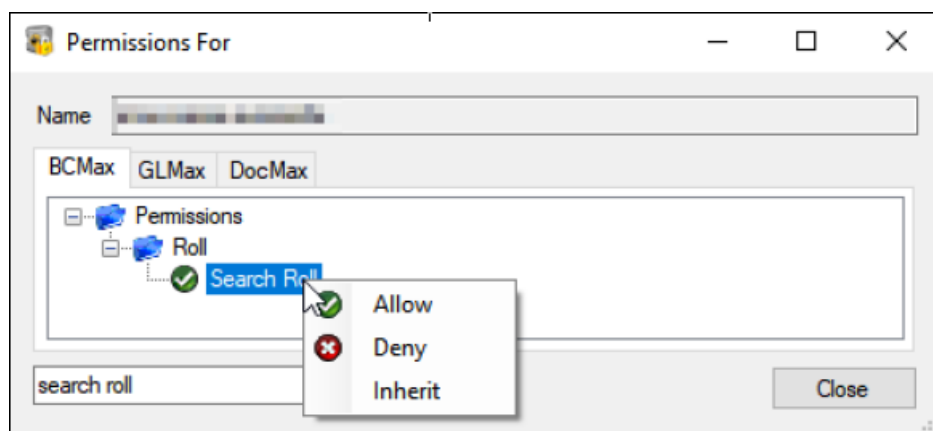 Permissions For
Name
BCMax GLMax DocMax
Permissions
Roll
Search Roll
Allow
Deny
Inherit
search roll
Close